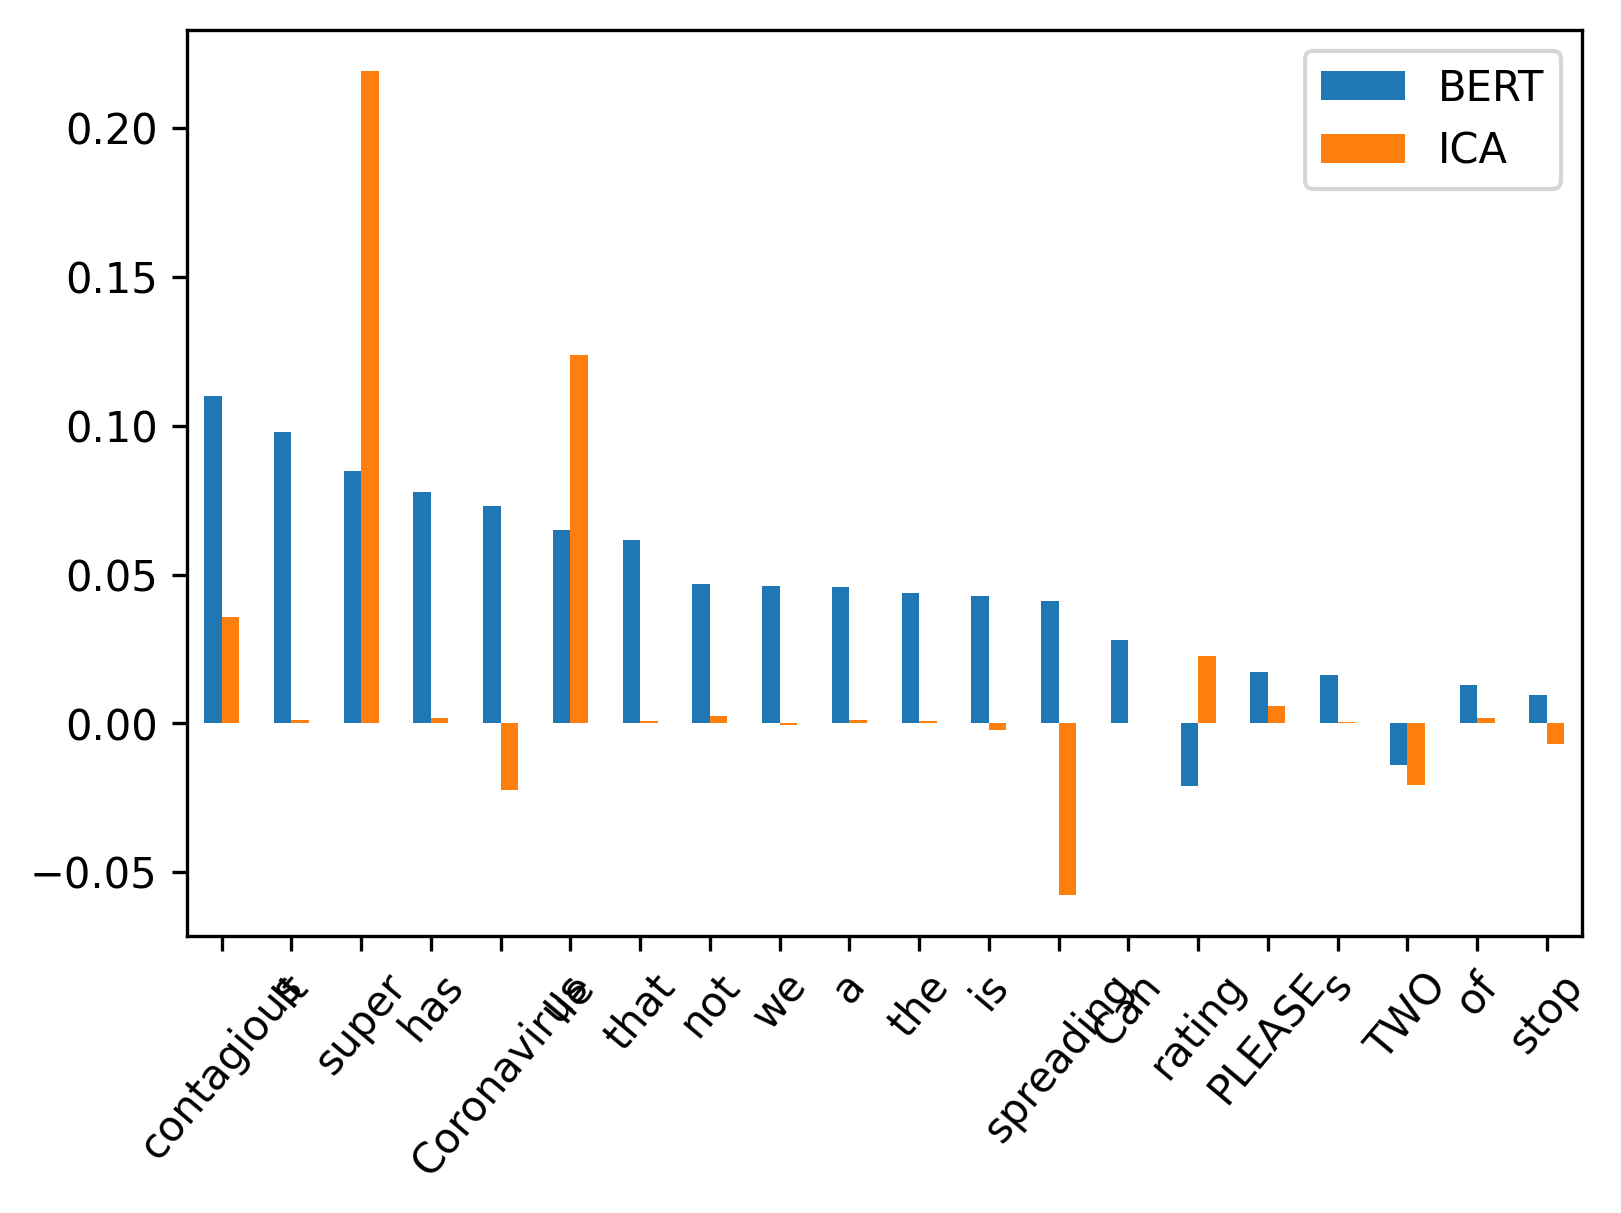 BERT
ICA
0.20
0.15
0.10
0.05
0.00
−0.05
contagious
super
has
Coronavirus
that
not
we
a
the
is
spreading
Can
rating
PLEASE
s
TWO
of
stop